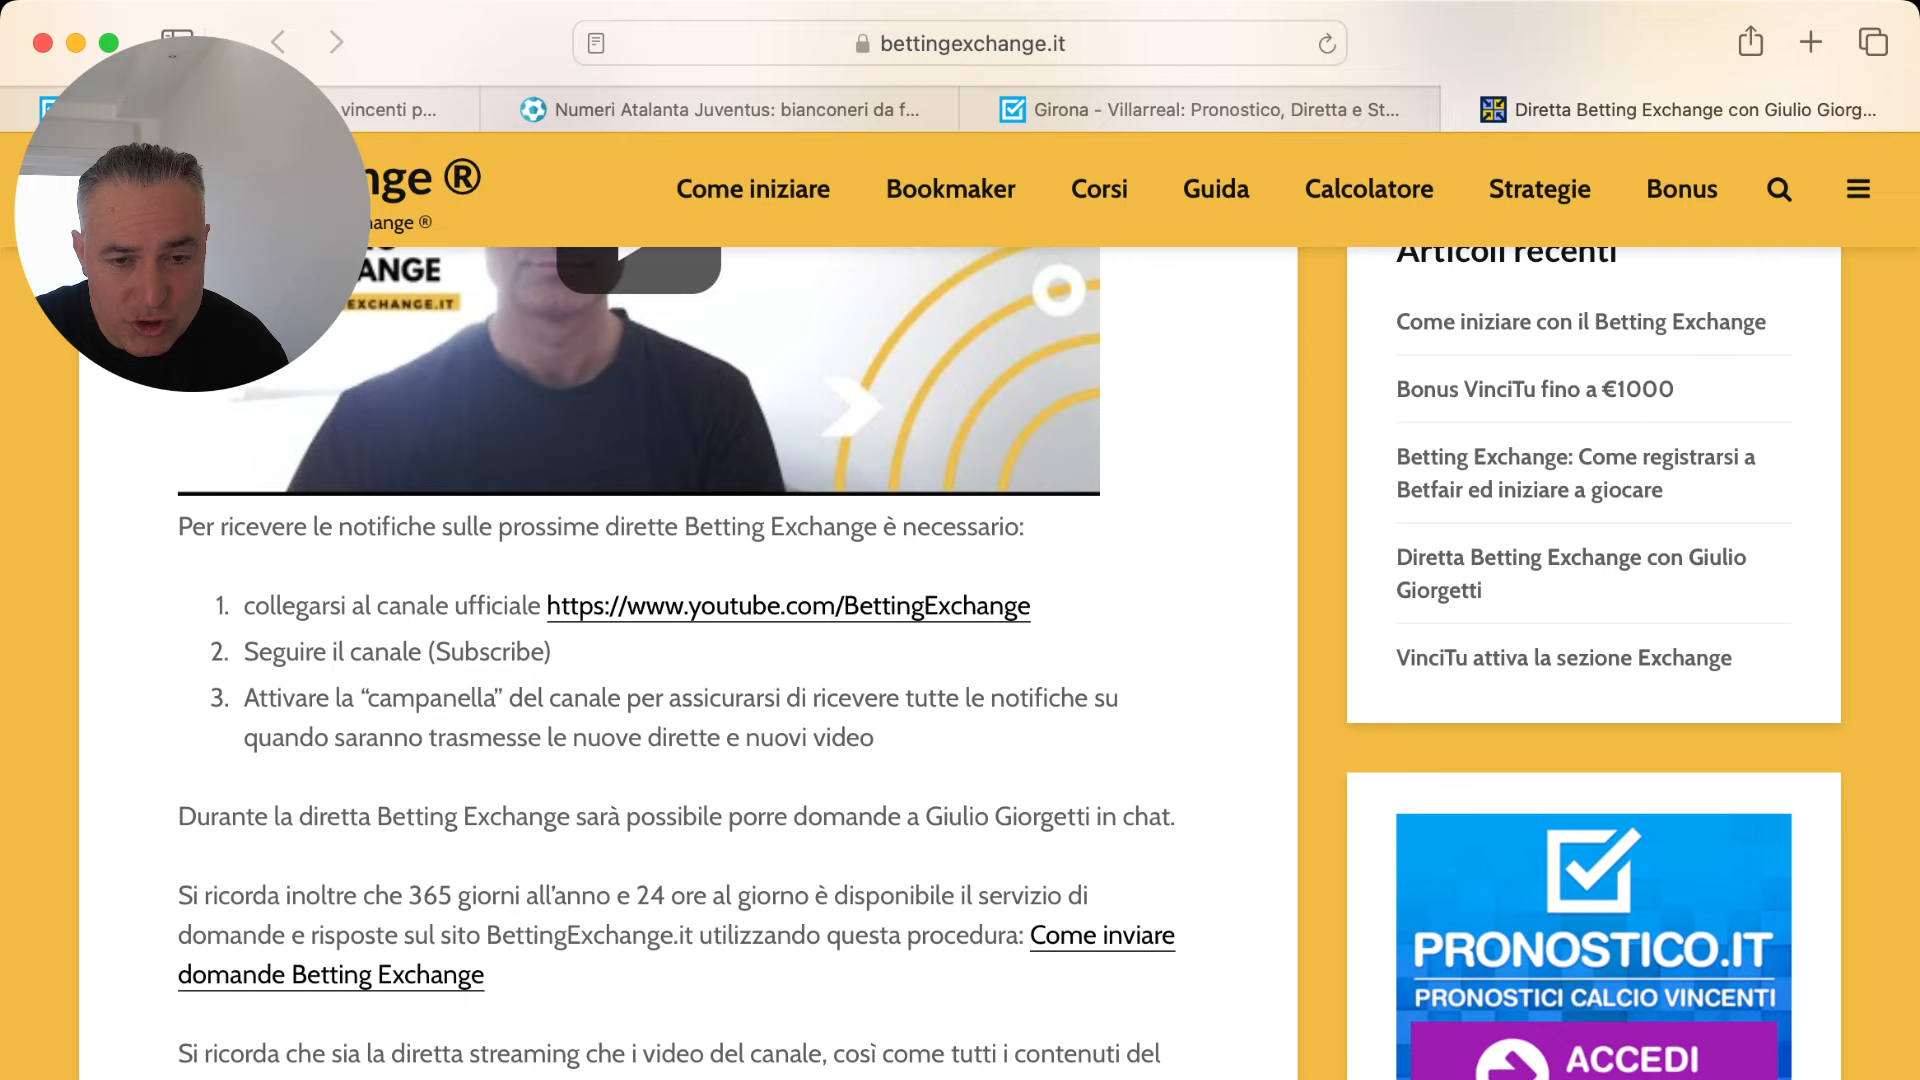 bettingexchange.it
vincenti p...
Numeri Atalanta Juventus: bianconeri da f...
Girona - Villarreal: Pronostico, Diretta e St...
Diretta Betting Exchange con Giulio Giorg...
nge ®
hange ®
Come iniziare
Bookmaker
Corsi
Guida
Calcolatore
Strategie
Bonus
ANGE
EXCHANGE.IT
Per ricevere le notifiche sulle prossime dirette Betting Exchange è necessario:
1. collegarsi al canale ufficiale https://www.youtube.com/BettingExchange
2. Seguire il canale (Subscribe)
3. Attivare la “campanella” del canale per assicurarsi di ricevere tutte le notifiche su
quando saranno trasmesse le nuove dirette e nuovi video
Durante la diretta Betting Exchange sarà possibile porre domande a Giulio Giorgetti in chat.
Si ricorda inoltre che 365 giorni all’anno e 24 ore al giorno è disponibile il servizio di
domande e risposte sul sito BettingExchange.it utilizzando questa procedura: Come inviare
domande Betting Exchange
Si ricorda che sia la diretta streaming che i video del canale, così come tutti i contenuti del
Articoli recenti
Come iniziare con il Betting Exchange
Bonus VinciTu fino a €1000
Betting Exchange: Come registrarsi a
Betfair ed iniziare a giocare
Diretta Betting Exchange con Giulio
Giorgetti
VinciTu attiva la sezione Exchange
PRONOSTICO.IT
PRONOSTICI CALCIO VINCENTI
ACCEDI